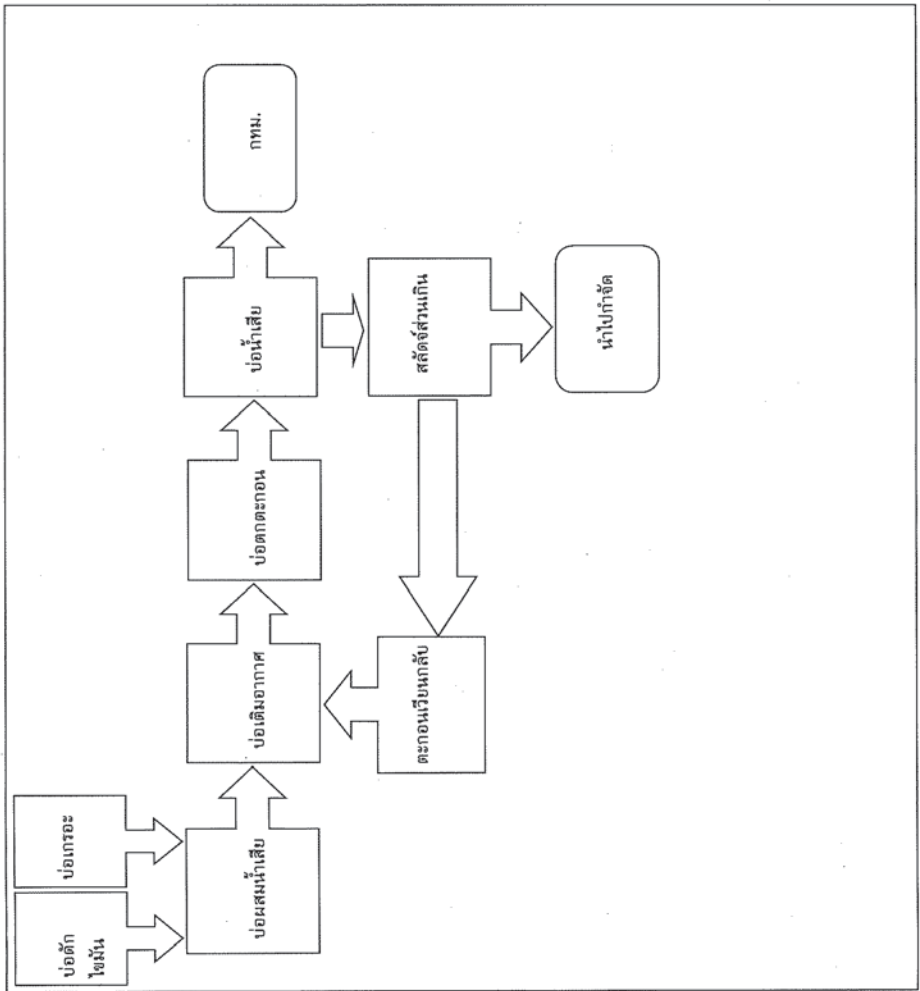 บ่อดัก
ไขมัน
บ่อเกรอะ
บ่อผสมน้ำเสีย
บ่อเติมอากาศ
บ่อตกตะกอน
บ่อน้ำเสีย
กทม.
ตะกอนเวียนกลับ
สลัดจ์ส่วนเกิน
นำไปกำจัด